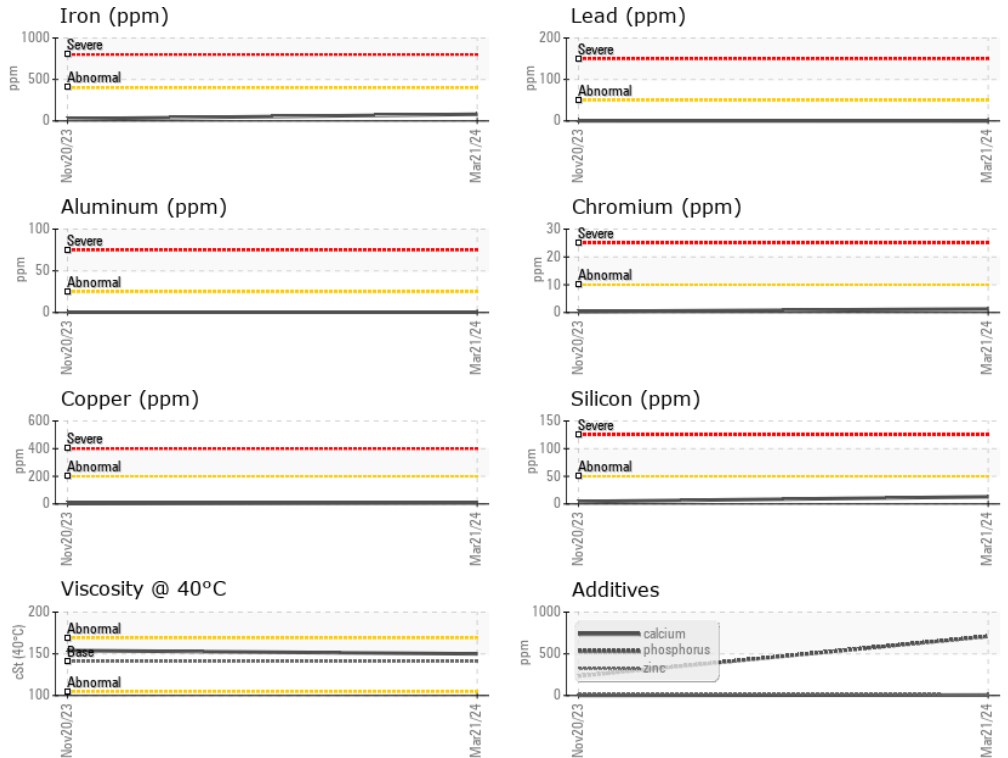 Iron (ppm)
1000
500
0
ppm
Severe
Abnormal
Nov20/23
Mar21/24
Lead (ppm)
200
100
0
ppm
Severe
Abnormal
Nov20/23
Mar21/24
Aluminum (ppm)
100
50
0
ppm
Severe
Abnormal
Nov20/23
Mar21/24
Chromium (ppm)
30
20
10
0
ppm
Severe
Abnormal
Nov20/23
Mar21/24
Copper (ppm)
600
400
200
0
ppm
Severe
Abnormal
Nov20/23
Mar21/24
Silicon (ppm)
150
100
50
0
ppm
Severe
Abnormal
Nov20/23
Mar21/24
Viscosity @ 40°C
200
150
100
cSt (40°C)
Abnormal
Base
Abnormal
Nov20/23
Mar21/24
Additives
1000
500
0
ppm
calcium
phosphorus
zinc
Nov20/23
Mar21/24